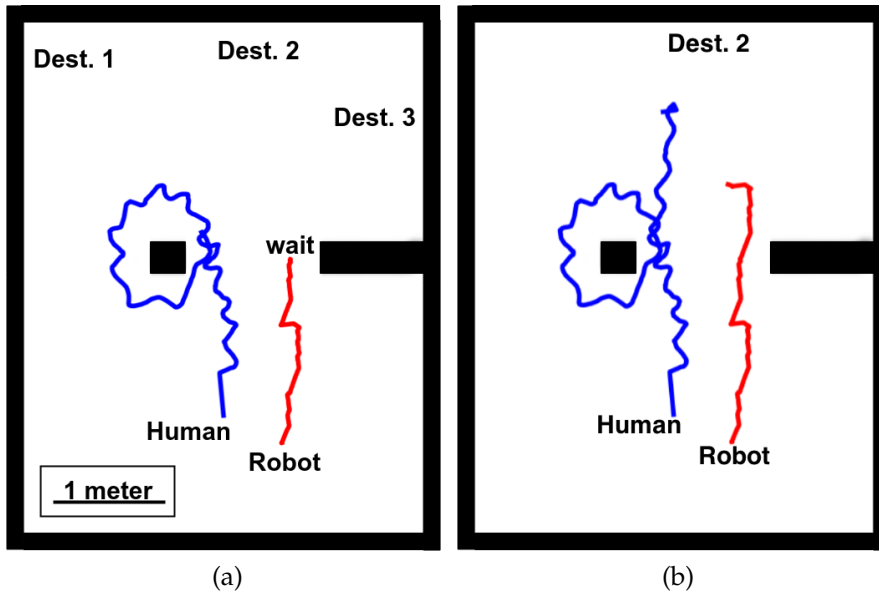 Dest. 1
Dest. 2
Dest. 3
wait
Human
Robot
1 meter
(a)
Dest. 2
Human
Robot
(b)